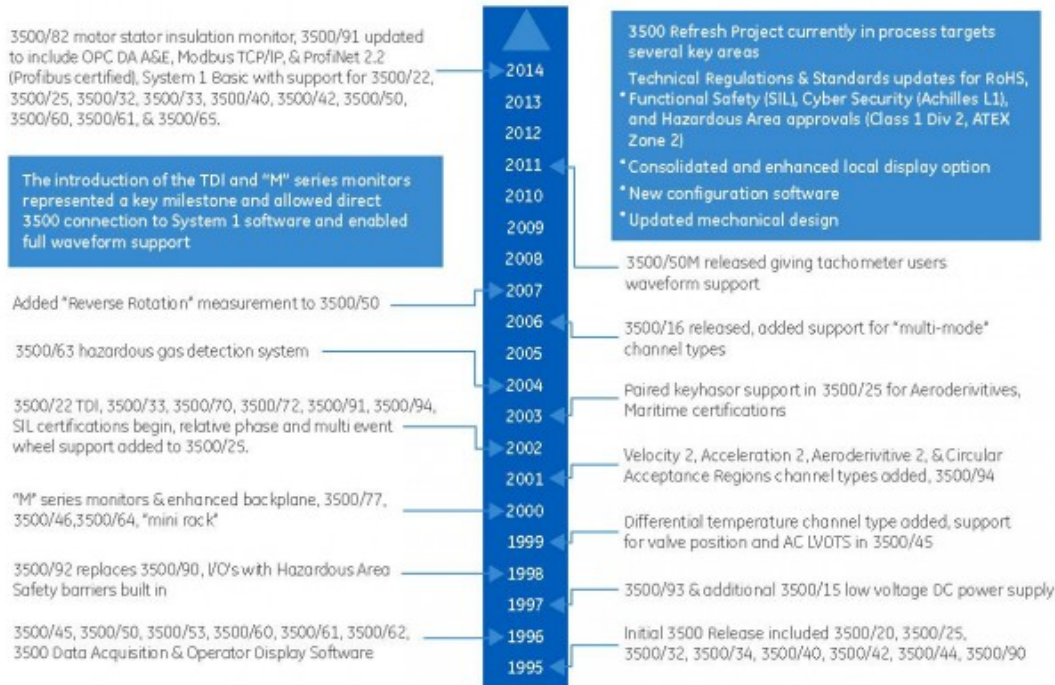 3500/82 motor stator insulation monitor, 3500/91 updated
to include OPC DA A&E, Modbus TCP/IP, & ProfiNet 2.2
(Profibus certified), System 1 Basic with support for 3500/22,
3500/25, 3500/32, 3500/33, 3500/40, 3500/42, 3500/50,
3500/60, 3500/61, & 3500/65.
The introduction of the TDI and "M" series monitors
represented a key milestone and allowed direct
3500 connection to System 1 software and enabled
full waveform support
Added "Reverse Rotation" measurement to 3500/50
3500/63 hazardous gas detection system
3500/22 TDI, 3500/33, 3500/70, 3500/72, 3500/91, 3500/94,
SIL certifications begin, relative phase and multi event
wheel support added to 3500/25.
"M" series monitors & enhanced backplane, 3500/77,
3500/46,3500/64, "mini rack"
3500/92 replaces 3500/90, I/O's with Hazardous Area
Safety barriers built in
3500/45, 3500/50, 3500/53, 3500/60, 3500/61, 3500/62,
3500 Data Acquisition & Operator Display Software
2014
2013
2012
2011
2010
2009
2008
2007
2006
2005
2004
2003
2002
2001
2000
1999
1998
1997
1996
1995
3500 Refresh Project currently in process targets
several key areas
Technical Regulations & Standards updates for RoHS,
* Functional Safety (SIL), Cyber Security (Achilles L1),
and Hazardous Area approvals (Class 1 Div 2, ATEX
Zone 2)
* Consolidated and enhanced local display option
* New configuration software
* Updated mechanical design
3500/50M released giving tachometer users
waveform support
3500/16 released, added support for "multi-mode"
channel types
Paired keyhasor support in 3500/25 for Aeroderivitives,
Maritime certifications
Velocity 2, Acceleration 2, Aeroderivitive 2, & Circular
Acceptance Regions channel types added, 3500/94
Differential temperature channel type added, support
for valve position and AC LVOTS in 3500/45
3500/93 & additional 3500/15 low voltage DC power supply
Initial 3500 Release included 3500/20, 3500/25,
3500/32, 3500/34, 3500/40, 3500/42, 3500/44, 3500/90